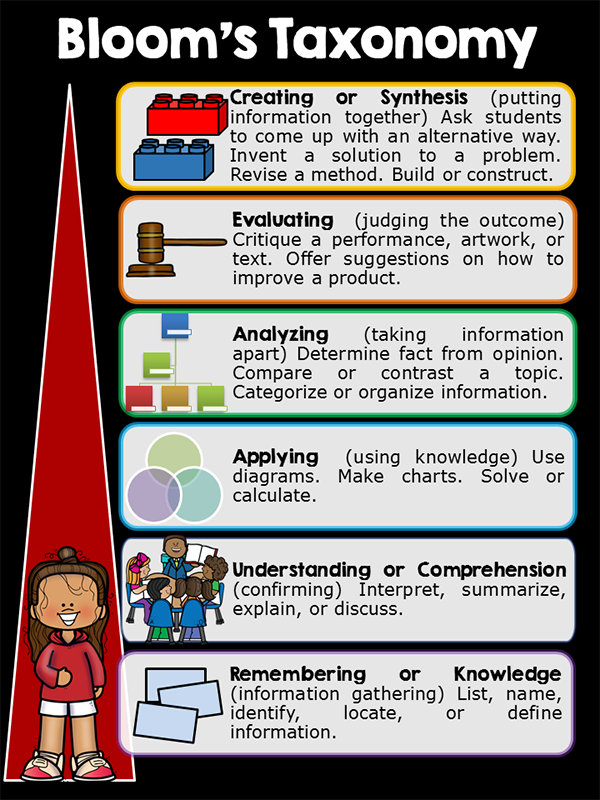 Bloom's Taxonomy
Creating or Synthesis (putting
information together) Ask students
to come up with an alternative way.
Invent a solution to a problem.
Revise a method. Build or construct.
Evaluating (judging the outcome)
Critique a performance, artwork, or
text. Offer suggestions on how to
improve a product.
Analyzing (taking information
apart) Determine fact from opinion.
Compare or contrast a topic.
Categorize or organize information.
Applying (using knowledge) Use
diagrams. Make charts. Solve or
calculate.
Understanding or Comprehension
(confirming) Interpret, summarize,
explain, or discuss.
Remembering or Knowledge
(information gathering) List, name,
identify, locate, or define
information.